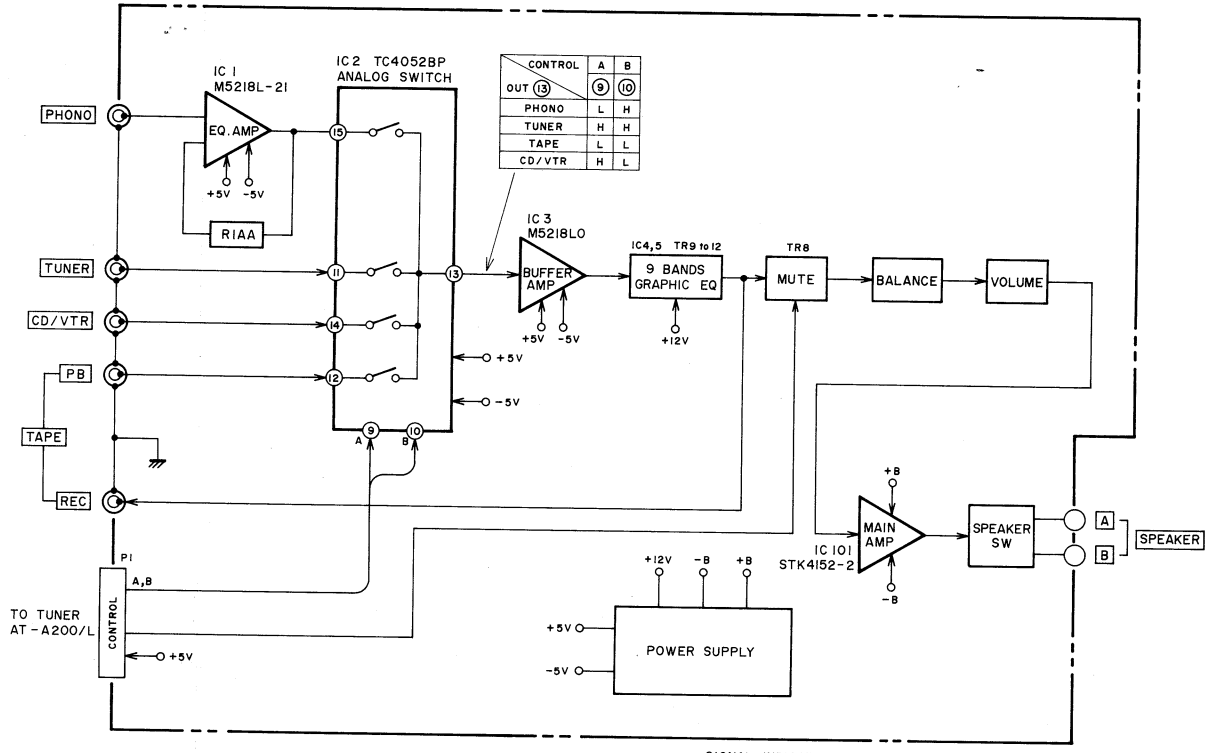 IC 1
M5218L-21
EQ. AMP
+5V -5V
RIAA
IC 2 TC4052BP
ANALOG SWITCH
15
11
14
12
13
9
10
A
B
+5V
-5V
CONTROL A B
OUT 13 9 10
PHONO L H
TUNER H H
TAPE L L
CD/VTR H L
PHONO
TUNER
CD/VTR
PB
TAPE
REC
IC 3
M5218LO
BUFFER
AMP
+5V -5V
IC4,5 TR9 to 12
9 BANDS
GRAPHIC EQ
+12V
TR8
MUTE
BALANCE
VOLUME
+B
MAIN
AMP
IC 101
STK4152-2
-B
SPEAKER
SW
A
B
SPEAKER
P1
A,B
TO TUNER
AT-A200/L
CONTROL
+5V
+12V -B +B
+5V
-5V
POWER SUPPLY